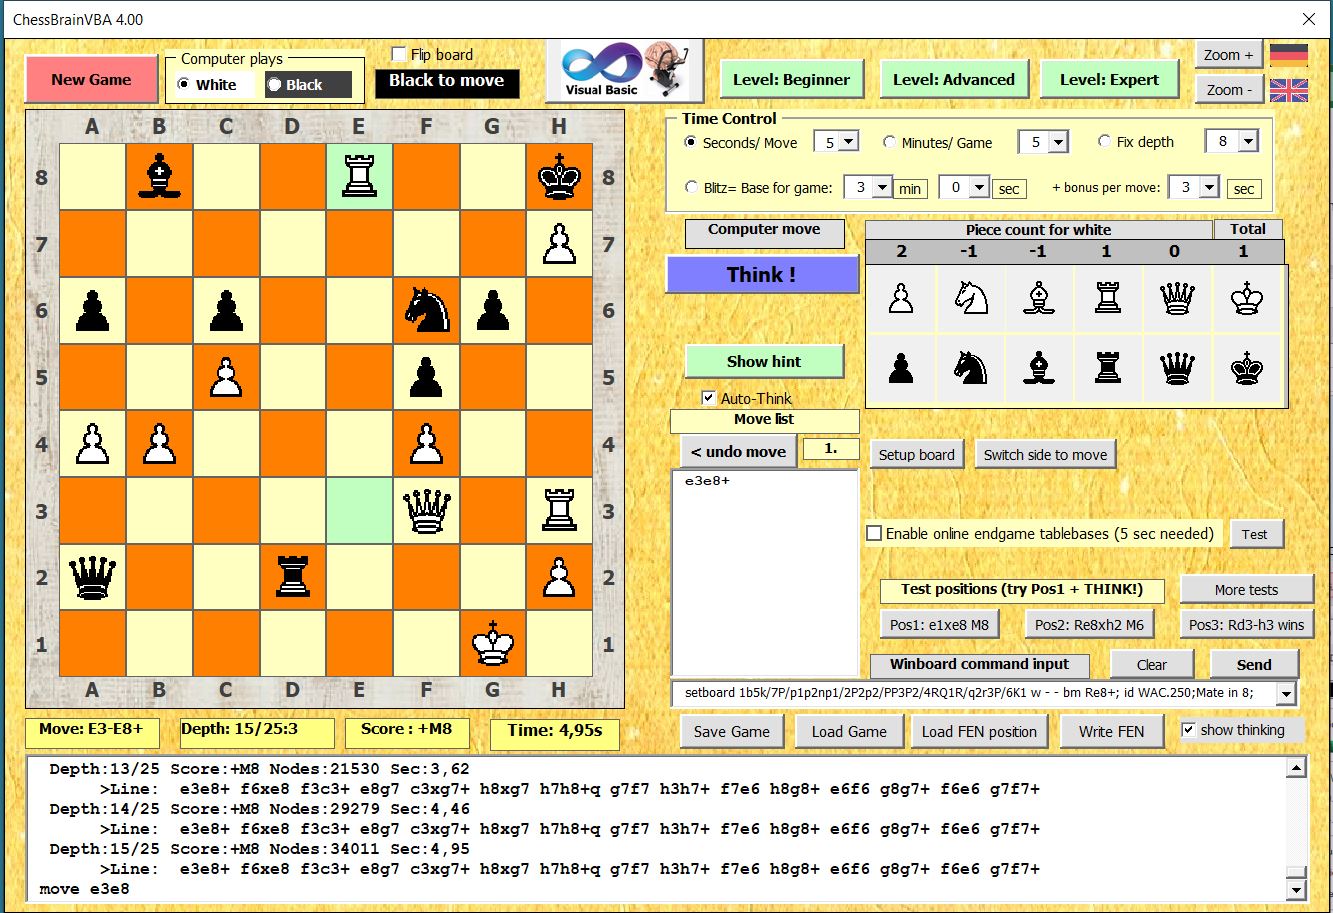 ChessBrainVBA 4.00
New Game
Computer plays
White
Black
Flip board
Black to move
Visual Basic
Level: Beginner
Level: Advanced
Level: Expert
Zoom +
Zoom -
Time Control
Seconds/ Move 5
Minutes/ Game 5
Fix depth 8
Blitz= Base for game: 3 min 0 sec + bonus per move: 3 sec
A B C D E F G H
8 8
7 7
6 6
5 5
4 4
3 3
2 2
1 1
A B C D E F G H
Computer move
Think !
Show hint
Auto-Think
Move list
< undo move 1.
e3e8+
Piece count for white Total
2 -1 -1 1 0 1
Setup board
Switch side to move
Enable online endgame tablebases (5 sec needed)
Test
Test positions (try Pos1 + THINK!)
More tests
Pos1: e1xe8 M8
Pos2: Re8xh2 M6
Pos3: Rd3-h3 wins
Winboard command input
Clear
Send
setboard 1b5k/7P/p1p2np1/2P2p2/PP3P2/4RQ1R/q2r3P/6K1 w - - bm Re8+; id WAC.250;Mate in 8;
Move: E3-E8+
Depth: 15/25:3
Score : +M8
Time: 4,95s
Save Game
Load Game
Load FEN position
Write FEN
show thinking
Depth:13/25 Score:+M8 Nodes:21530 Sec:3,62
>Line: e3e8+ f6xe8 f3c3+ e8g7 c3xg7+ h8xg7 h7h8+q g7f7 h3h7+ f7e6 h8g8+ e6f6 g8g7+ f6e6 g7f7+
Depth:14/25 Score:+M8 Nodes:29279 Sec:4,46
>Line: e3e8+ f6xe8 f3c3+ e8g7 c3xg7+ h8xg7 h7h8+q g7f7 h3h7+ f7e6 h8g8+ e6f6 g8g7+ f6e6 g7f7+
Depth:15/25 Score:+M8 Nodes:34011 Sec:4,95
>Line: e3e8+ f6xe8 f3c3+ e8g7 c3xg7+ h8xg7 h7h8+q g7f7 h3h7+ f7e6 h8g8+ e6f6 g8g7+ f6e6 g7f7+
move e3e8